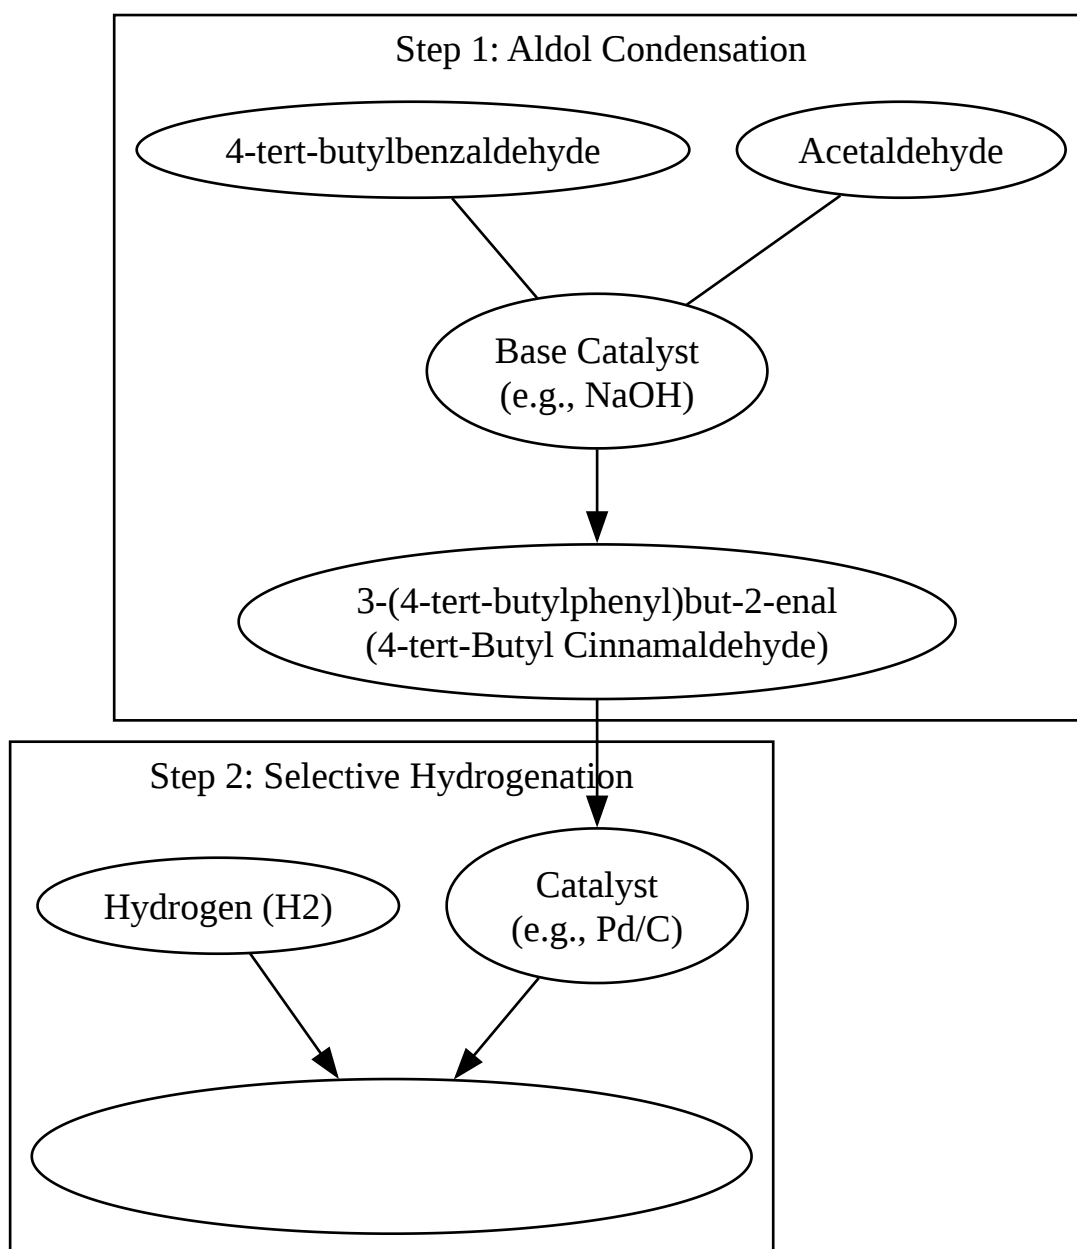 Step 1: Aldol Condensation
4-tert-butylbenzaldehyde
Acetaldehyde
Base Catalyst
(e.g., NaOH)
3-(4-tert-butylphenyl)but-2-enal
(4-tert-Butyl Cinnamaldehyde)
Step 2: Selective Hydrogenation
Hydrogen (H2)
Catalyst
(e.g., Pd/C)